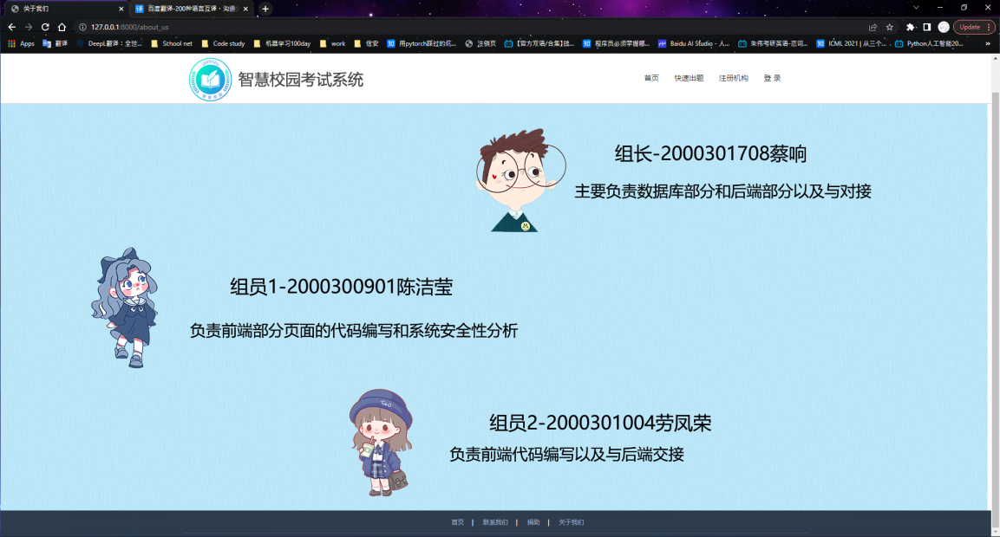 关于我们
百度翻译-200种语言互译、沟通
127.0.0.1:8000/about_us
Update
Apps
翻译
DeepL翻译：全世...
School net
Code study
机器学习100day
work
信安
用pytorch踩过的坑...
注销页
【官方双语/合集】线...
程序员必须掌握哪...
Baidu AI Studio - 人...
朱伟考研英语-恋词...
ICML 2021 | 从三个...
Python人工智能20...
智慧校园考试系统
首页
快速出题
注册机构
登 录
组长-2000301708蔡响
主要负责数据库部分和后端部分以及与对接
组员1-2000300901陈洁莹
负责前端部分页面的代码编写和系统安全性分析
组员2-2000301004劳凤荣
负责前端代码编写以及与后端交接
首页 | 联系我们 | 捐助 | 关于我们